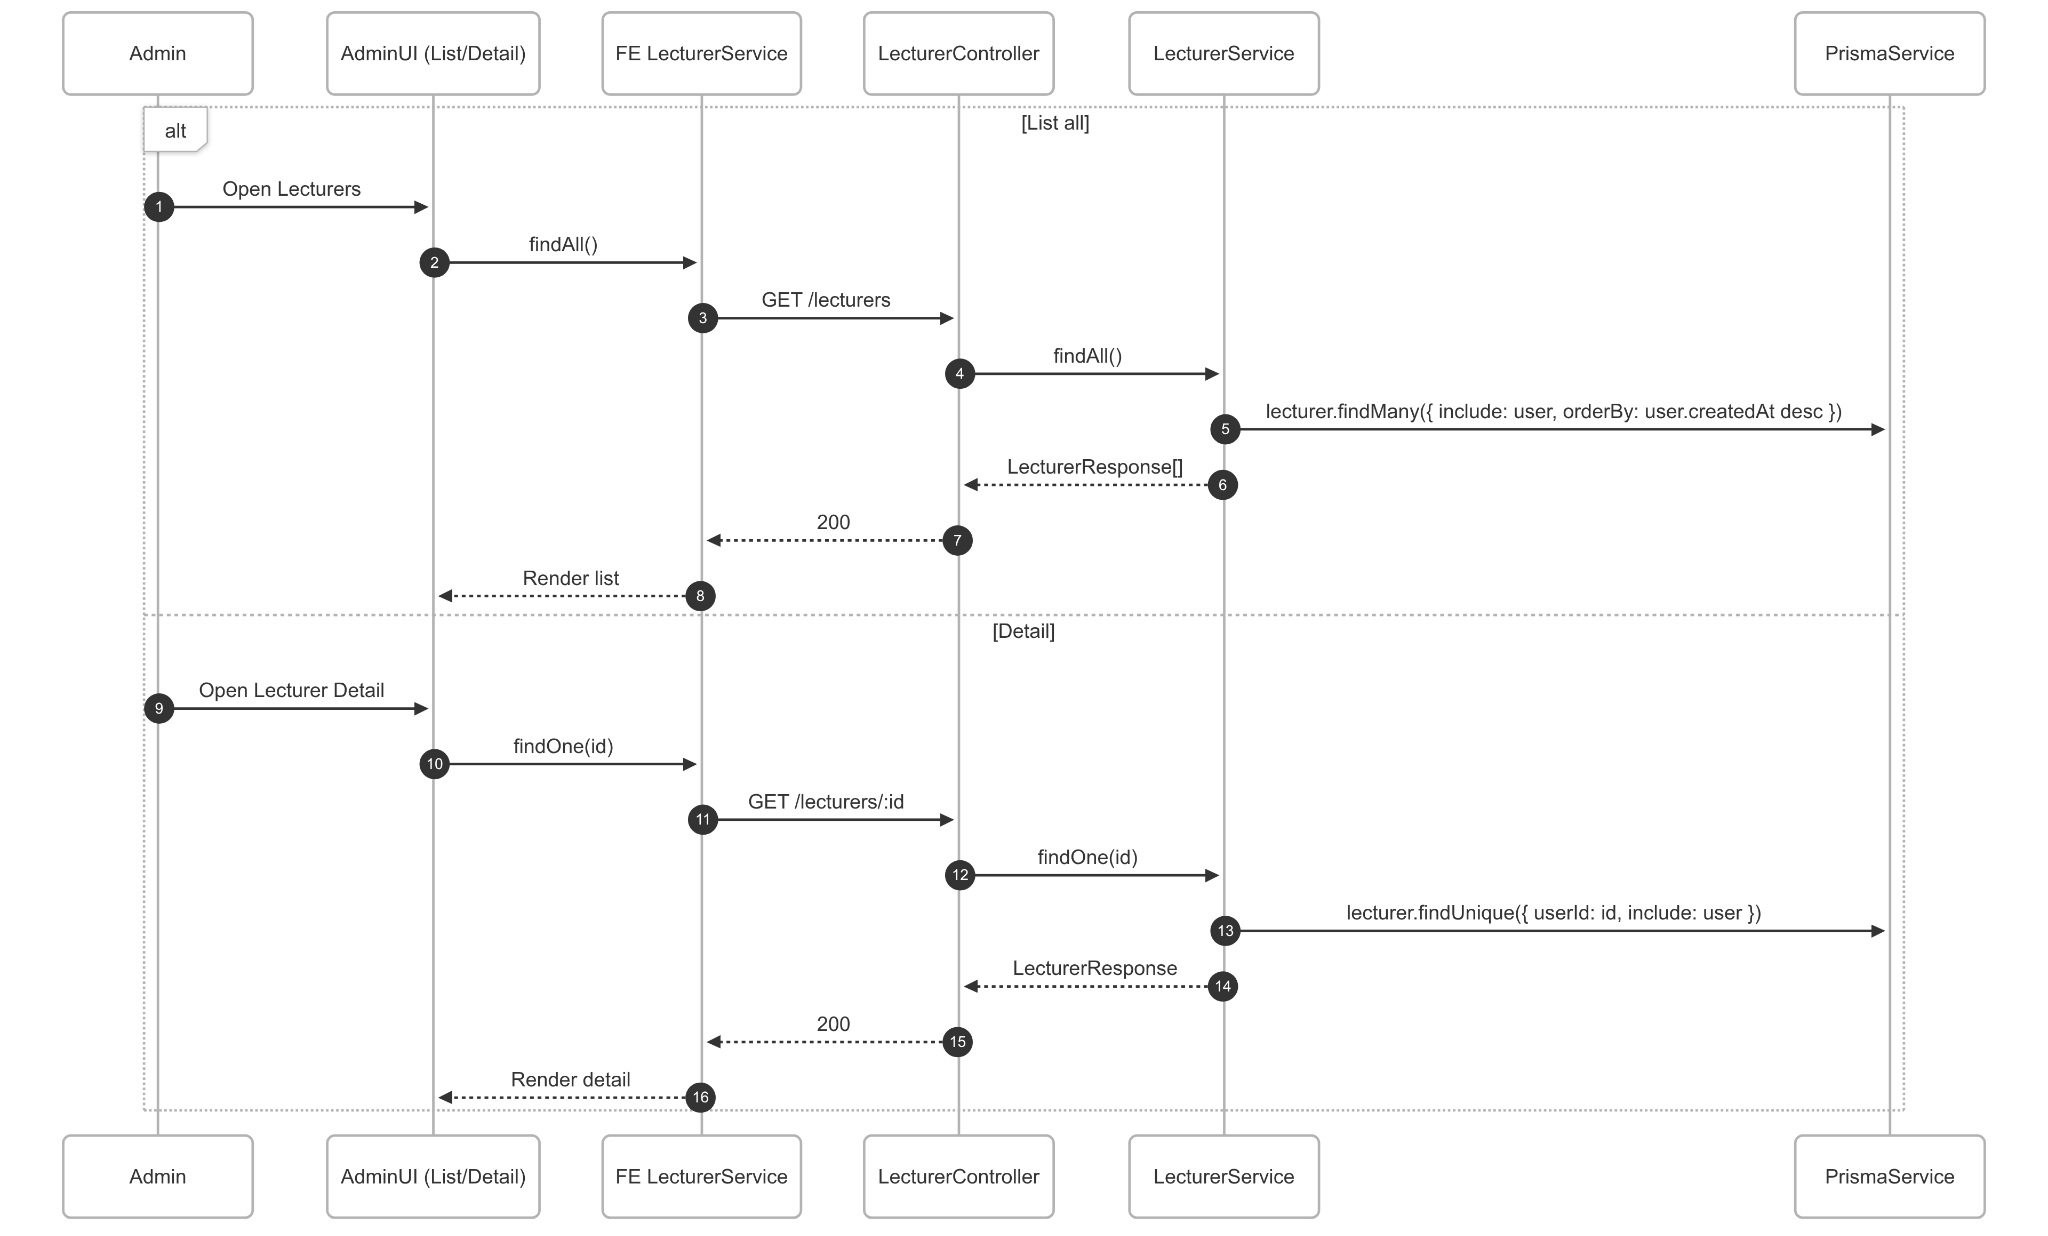 Admin
AdminUI (List/Detail)
FE LecturerService
LecturerController
LecturerService
PrismaService
alt
[List all]
Open Lecturers
1
findAll()
2
GET /lecturers
3
findAll()
4
lecturer.findMany({ include: user, orderBy: user.createdAt desc })
5
LecturerResponse[]
6
200
7
Render list
8
[Detail]
Open Lecturer Detail
9
findOne(id)
10
GET /lecturers/:id
11
findOne(id)
12
lecturer.findUnique({ userId: id, include: user })
13
LecturerResponse
14
200
15
Render detail
16
Admin
AdminUI (List/Detail)
FE LecturerService
LecturerController
LecturerService
PrismaService